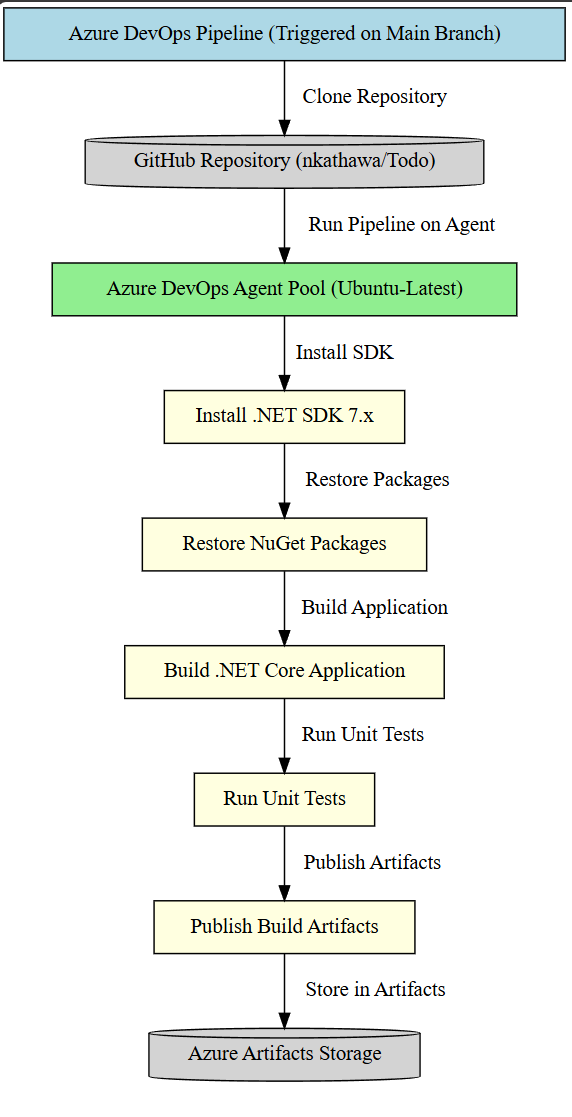 Azure DevOps Pipeline (Triggered on Main Branch)
Clone Repository
GitHub Repository (nkathawa/Todo)
Run Pipeline on Agent
Azure DevOps Agent Pool (Ubuntu-Latest)
Install SDK
Install .NET SDK 7.x
Restore Packages
Restore NuGet Packages
Build Application
Build .NET Core Application
Run Unit Tests
Run Unit Tests
Publish Artifacts
Publish Build Artifacts
Store in Artifacts
Azure Artifacts Storage